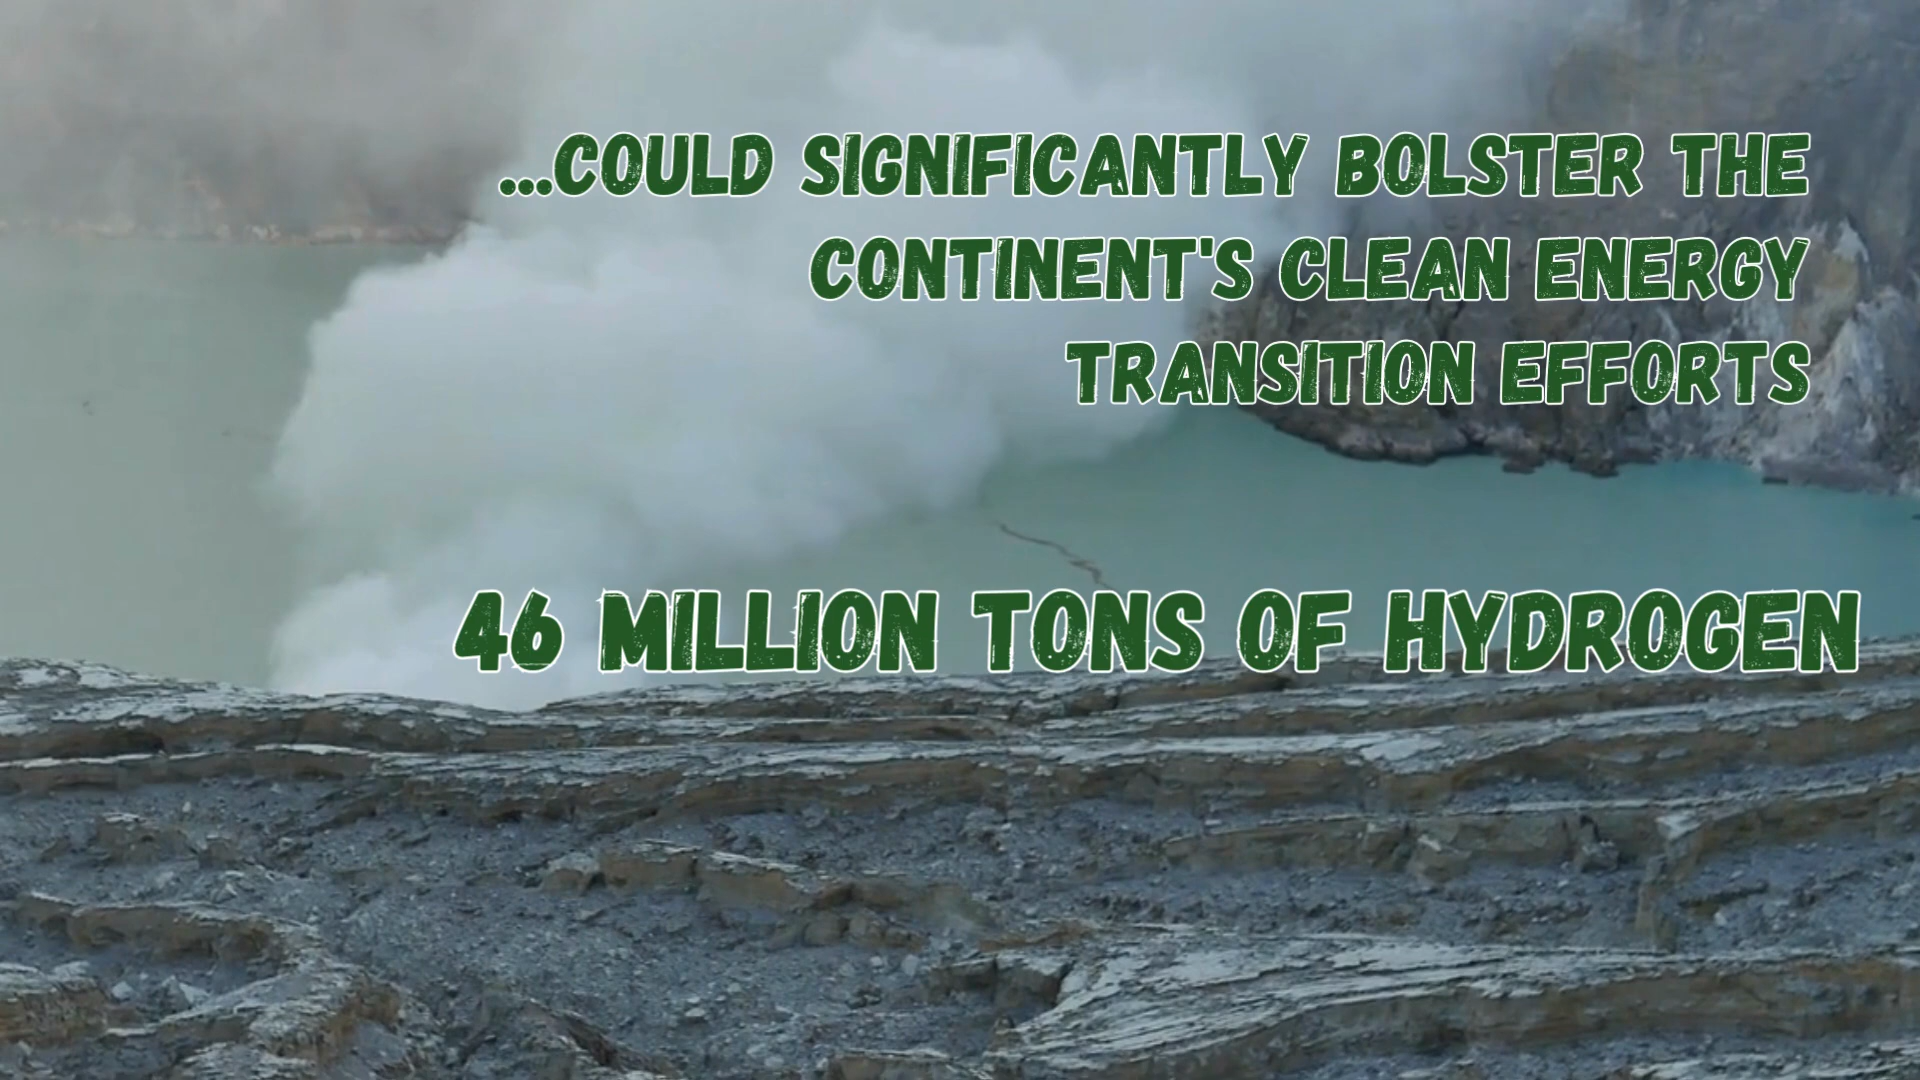 ...COULD SIGNIFICANTLY BOLSTER THE
CONTINENT'S CLEAN ENERGY
TRANSITION EFFORTS
46 MILLION TONS OF HYDROGEN